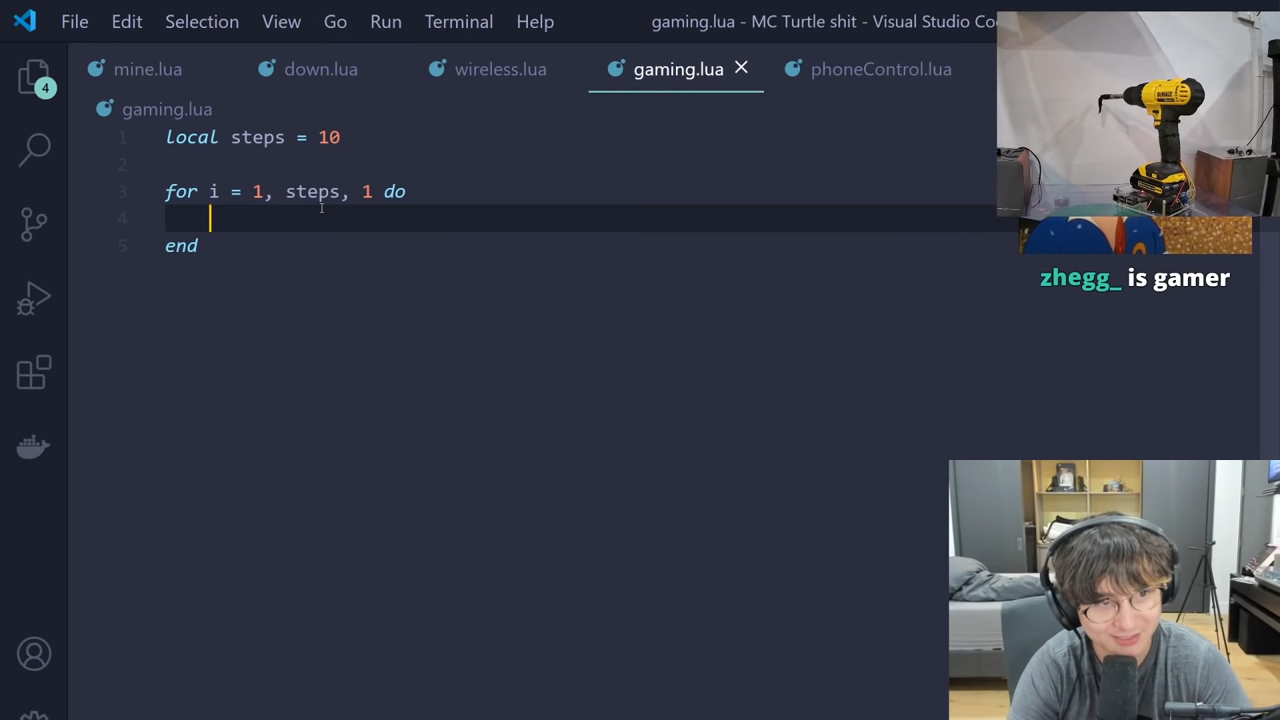 File Edit Selection View Go Run Terminal Help gaming.lua - MC Turtle shit - Visual Studio Co
mine.lua down.lua wireless.lua gaming.lua phoneControl.lua
4
gaming.lua
1 local steps = 10
2
3 for i = 1, steps, 1 do
4
5 end
zhegg_ is gamer